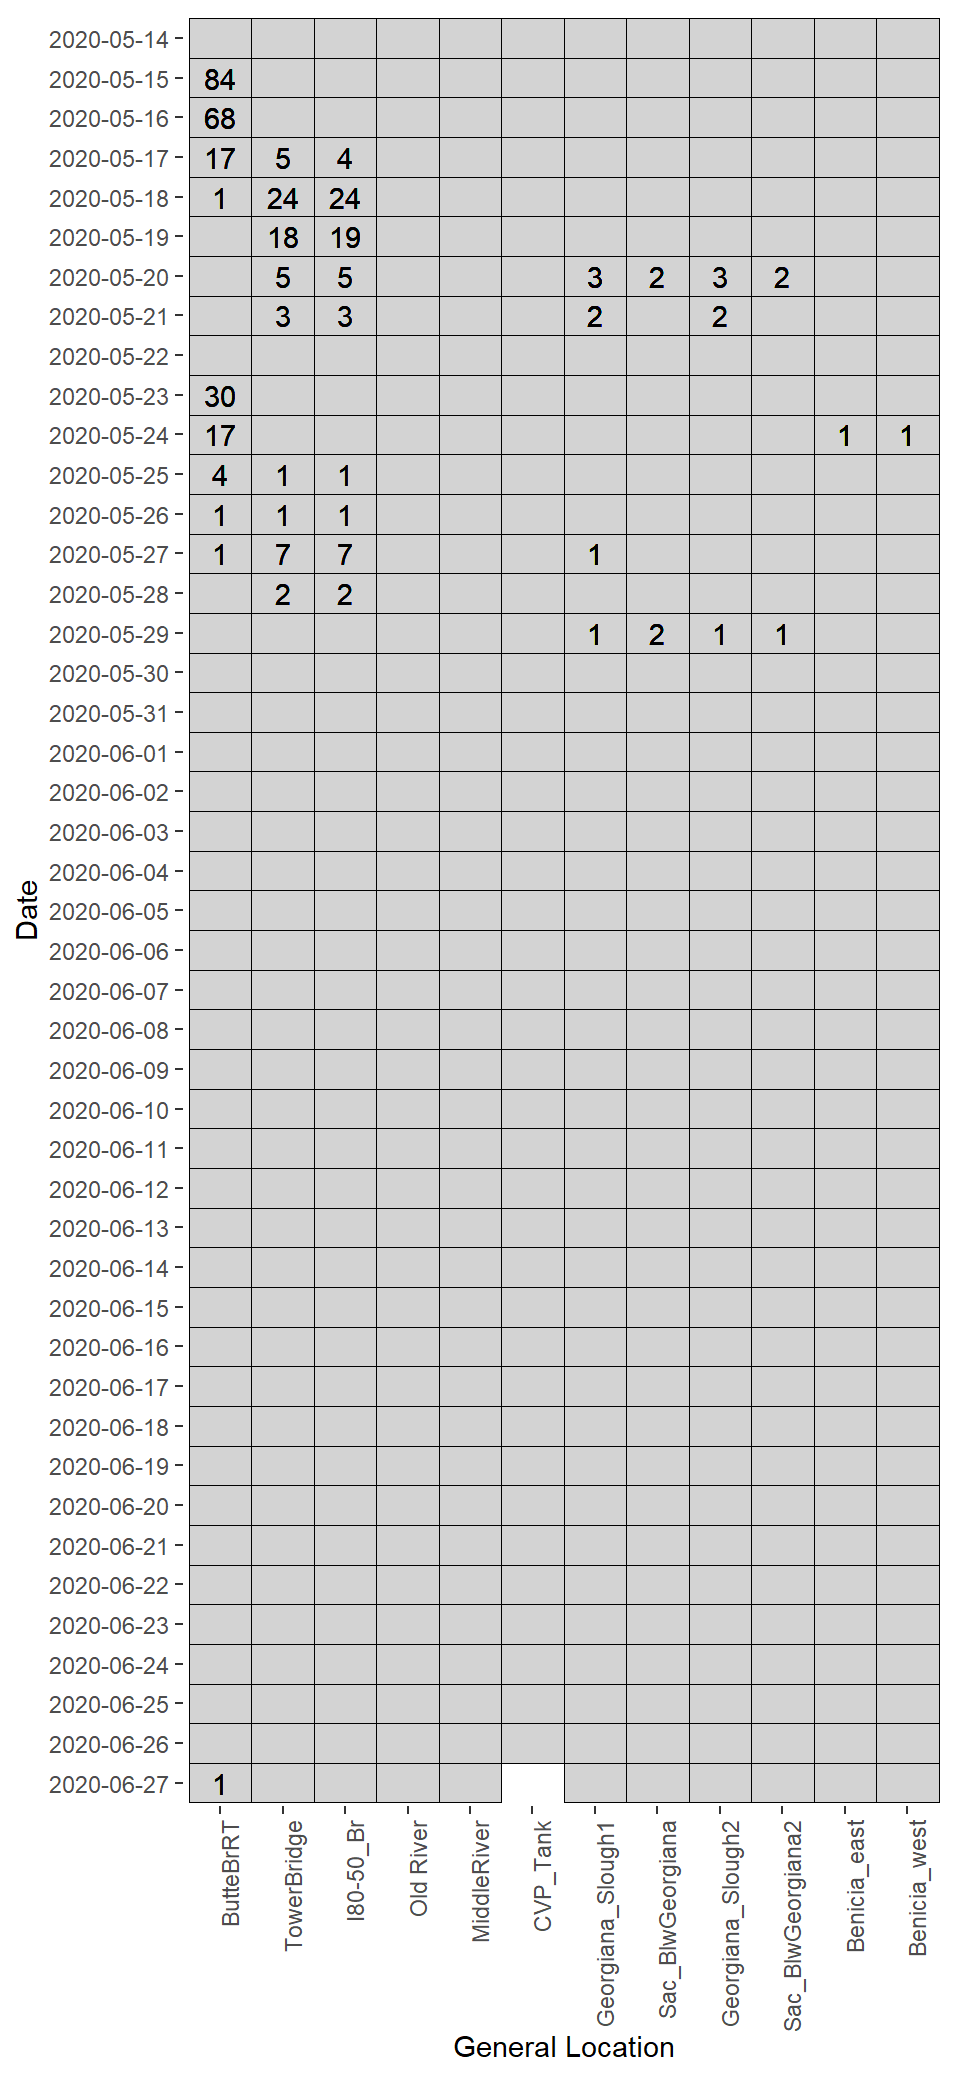 2020-05-14
2020-05-15 84
2020-05-16 68
2020-05-17 17 5 4
2020-05-18 1 24 24
2020-05-19 18 19
2020-05-20 5 5 3 2 3 2
2020-05-21 3 3 2 2
2020-05-22
2020-05-23 30
2020-05-24 17 1 1
2020-05-25 4 1 1
2020-05-26 1 1 1
2020-05-27 1 7 7 1
2020-05-28 2 2
2020-05-29 1 2 1 1
2020-05-30
2020-05-31
2020-06-01
2020-06-02
2020-06-03
2020-06-04
2020-06-05
2020-06-06
2020-06-07
2020-06-08
2020-06-09
2020-06-10
2020-06-11
2020-06-12
2020-06-13
2020-06-14
2020-06-15
2020-06-16
2020-06-17
2020-06-18
2020-06-19
2020-06-20
2020-06-21
2020-06-22
2020-06-23
2020-06-24
2020-06-25
2020-06-26
2020-06-27 1
Date
ButteBrRT
TowerBridge
I80-50_Br
Old River
MiddleRiver
CVP_Tank
Georgiana_Slough1
Sac_BlwGeorgiana
Georgiana_Slough2
Sac_BlwGeorgiana2
Benicia_east
Benicia_west
General Location